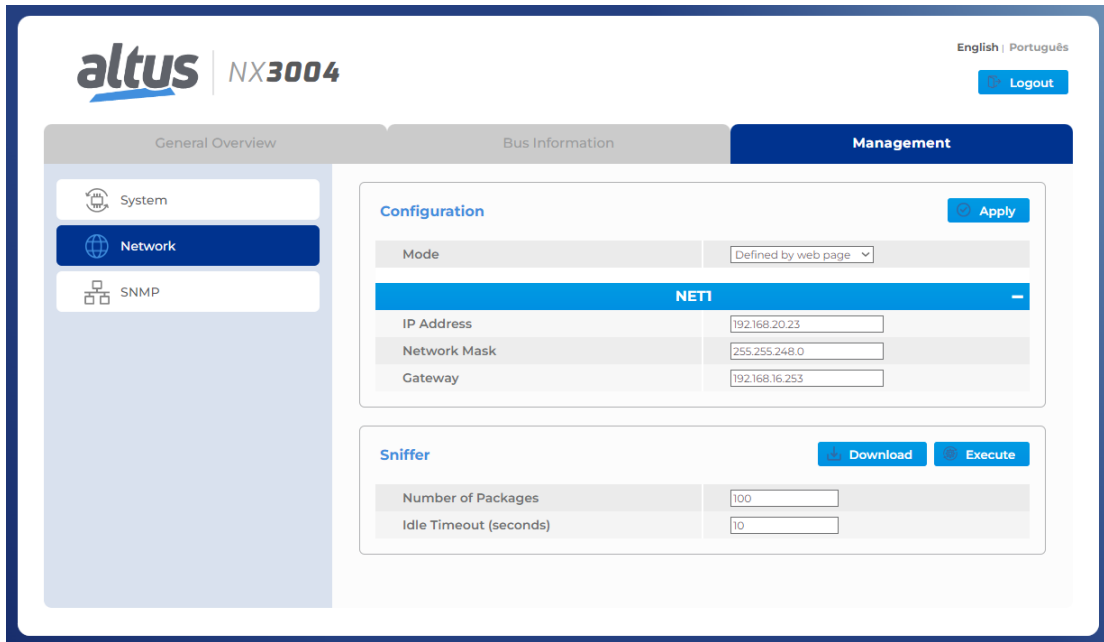 English | Português
altus NX3004
Logout
General Overview Bus Information Management
System
Network
SNMP
Configuration Apply
Mode Defined by web page
NET1
IP Address 192.168.20.23
Network Mask 255.255.248.0
Gateway 192.168.16.253
Sniffer Download Execute
Number of Packages 100
Idle Timeout (seconds) 10